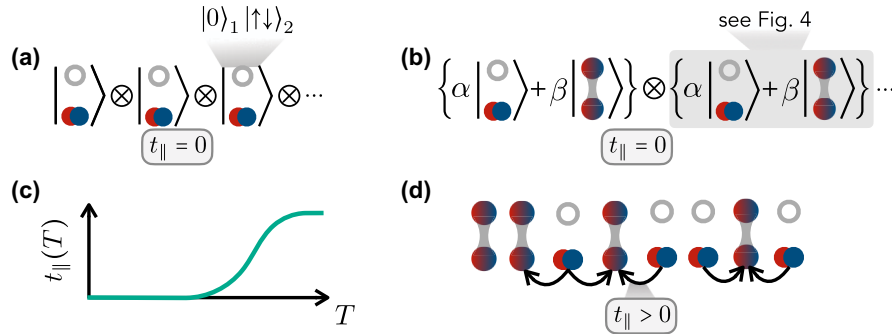 |0⟩₁ |↑↓⟩₂
(a) | ⟩ ⊗ | ⟩ ⊗ | ⟩ ⊗ ···
t∥ = 0
see Fig. 4
(b) {α | ⟩ + β | ⟩} ⊗ {α | ⟩ + β | ⟩} ···
t∥ = 0
(c)
t∥(T)
T
(d)
t∥ > 0